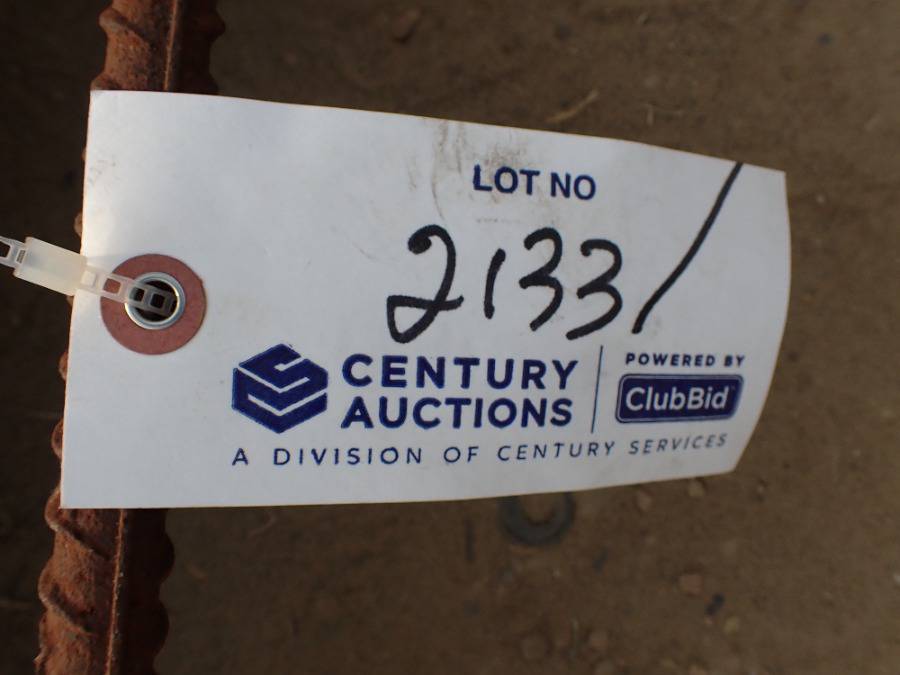 LOT NO
2133/
CENTURY AUCTIONS
POWERED BY
ClubBid
A DIVISION OF CENTURY SERVICES